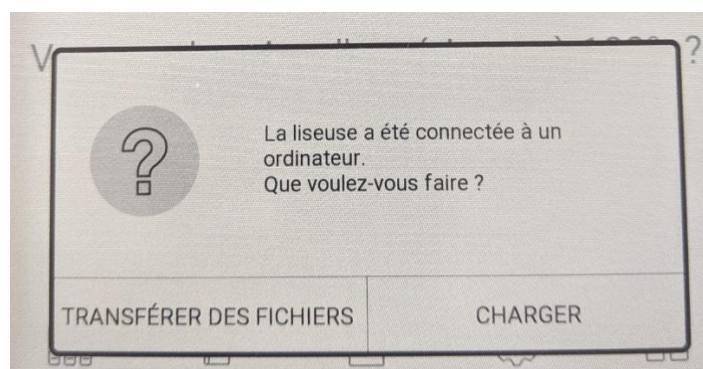 V
?
La liseuse a été connectée à un
ordinateur.
Que voulez-vous faire ?
TRANSFÉRER DES FICHIERS
CHARGER